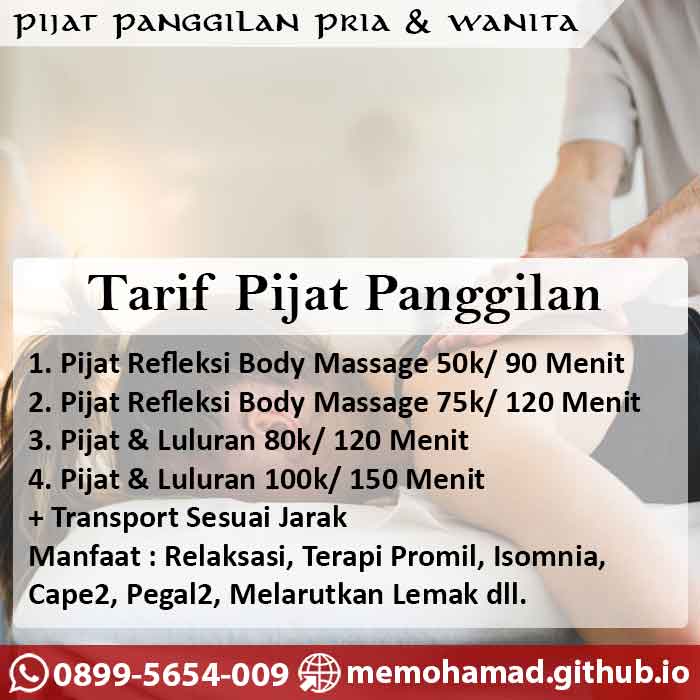 PIJAT PANGGILAN PRIA & WANITA
Tarif Pijat Panggilan
1. Pijat Refleksi Body Massage 50k/ 90 Menit
2. Pijat Refleksi Body Massage 75k/ 120 Menit
3. Pijat & Luluran 80k/ 120 Menit
4. Pijat & Luluran 100k/ 150 Menit
+ Transport Sesuai Jarak
Manfaat : Relaksasi, Terapi Promil, Isomnia,
Cape2, Pegal2, Melarutkan Lemak dll.
0899-5654-009 memohamad.github.io